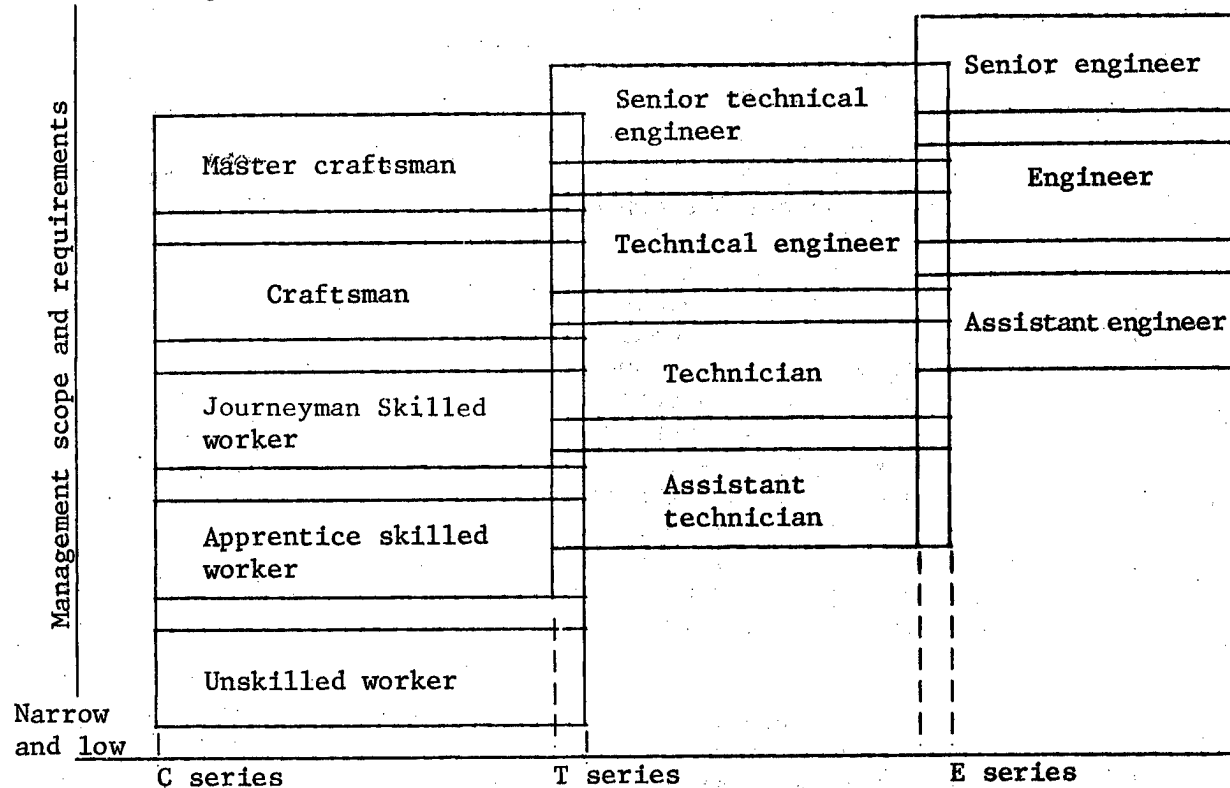 Management scope and requirements
Senior engineer
Senior technical
engineer
Master craftsman
Engineer
Technical engineer
Craftsman
Assistant engineer
Technician
Journeyman Skilled
worker
Assistant
technician
Apprentice skilled
worker
Unskilled worker
Narrow
and low
C series
T series
E series